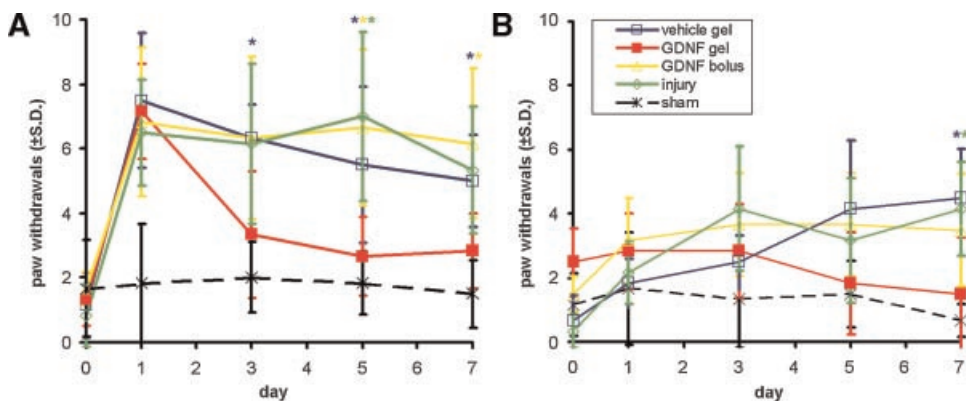 A
paw withdrawals (±S.D.)
10
8
6
4
2
0
*
***
**
0 1 2 3 4 5 6 7
day
B
paw withdrawals (±S.D.)
10
8
6
4
2
0
vehicle gel
GDNF gel
GDNF bolus
injury
sham
**
0 1 2 3 4 5 6 7
day